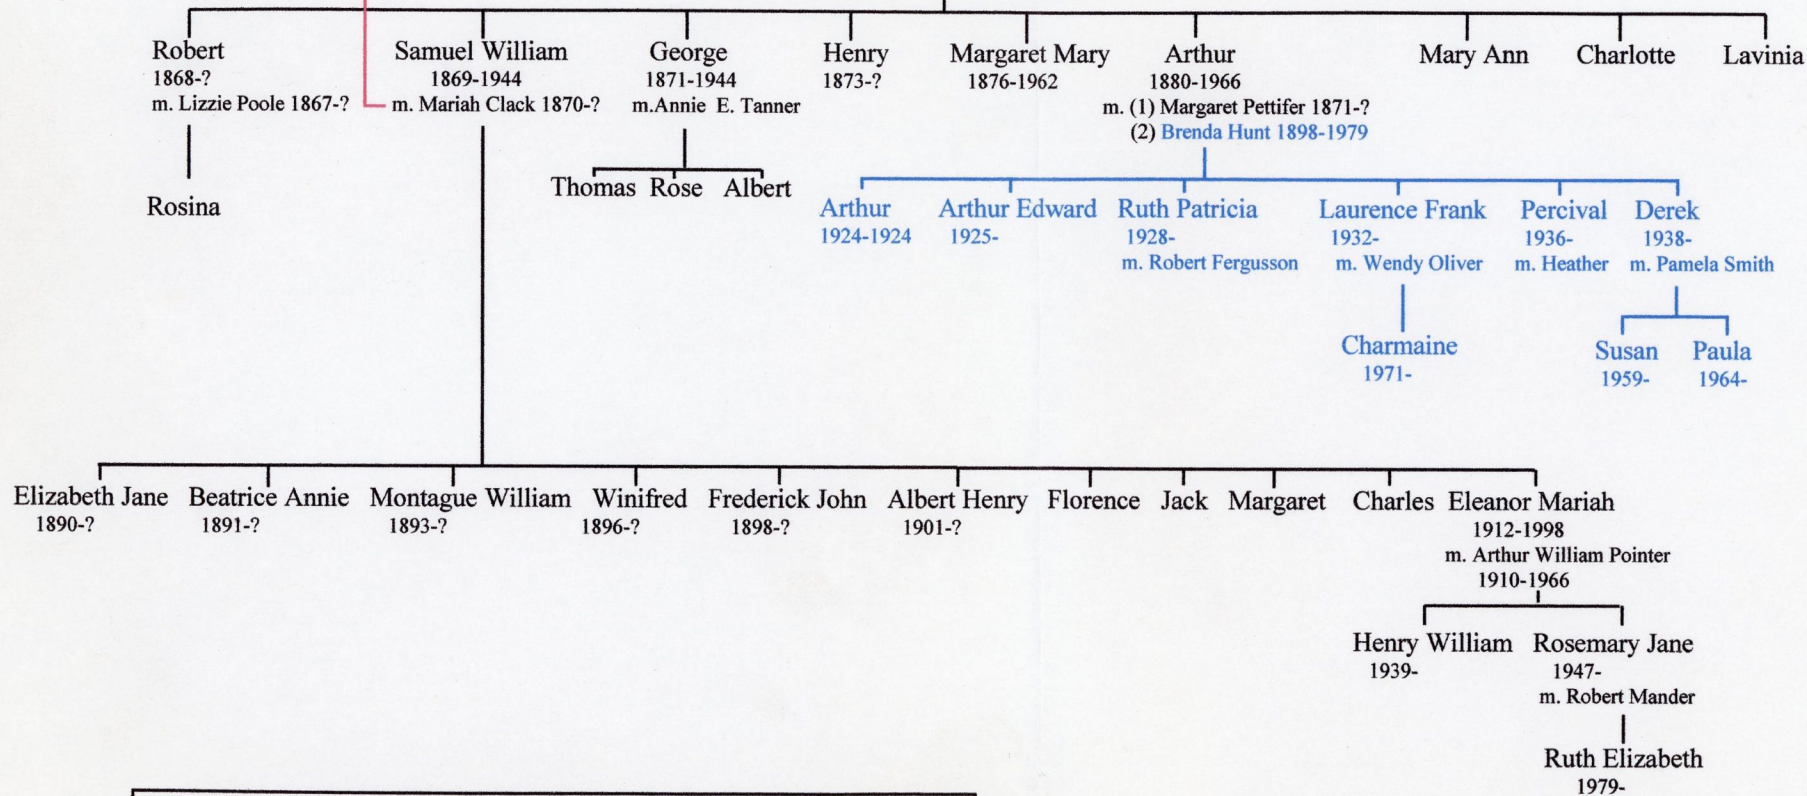 Robert Samuel William George Henry Margaret Mary Arthur Mary Ann Charlotte Lavinia
1868-? 1869-1944 1871-1944 1873-? 1876-1962 1880-1966
m. Lizzie Poole 1867-? m. Mariah Clack 1870-? m.Annie E. Tanner m. (1) Margaret Pettifer 1871-?
(2) Brenda Hunt 1898-1979
Thomas Rose Albert
Rosina Arthur Arthur Edward Ruth Patricia Laurence Frank Percival Derek
1924-1924 1925- 1928- 1932- 1936- 1938-
m. Robert Fergusson m. Wendy Oliver m. Heather m. Pamela Smith
Charmaine Susan Paula
1971- 1959- 1964-
Elizabeth Jane Beatrice Annie Montague William Winifred Frederick John Albert Henry Florence Jack Margaret Charles Eleanor Mariah
1890-? 1891-? 1893-? 1896-? 1898-? 1901-? 1912-1998
m. Arthur William Pointer
1910-1966
Henry William Rosemary Jane
1939- 1947-
m. Robert Mander
Ruth Elizabeth
1979-